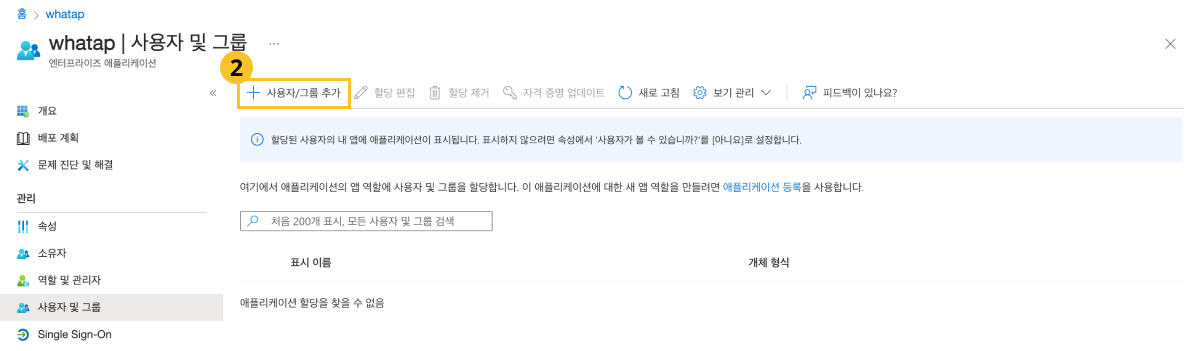 홈 > whatap
whatap | 사용자 및 그룹 ...
엔터프라이즈 애플리케이션
2
«
사용자/그룹 추가 할당 편집 할당 제거 자격 증명 업데이트 새로 고침 보기 관리 피드백이 있나요?
개요
배포 계획
문제 진단 및 해결
관리
속성
소유자
역할 및 관리자
사용자 및 그룹
Single Sign-On
할당된 사용자의 내 앱에 애플리케이션이 표시됩니다. 표시하지 않으려면 속성에서 '사용자가 볼 수 있습니까?'를 [아니요]로 설정합니다.
여기에서 애플리케이션의 앱 역할에 사용자 및 그룹을 할당합니다. 이 애플리케이션에 대한 새 앱 역할을 만들려면 애플리케이션 등록을 사용합니다.
처음 200개 표시, 모든 사용자 및 그룹 검색
표시 이름 개체 형식
애플리케이션 할당을 찾을 수 없음